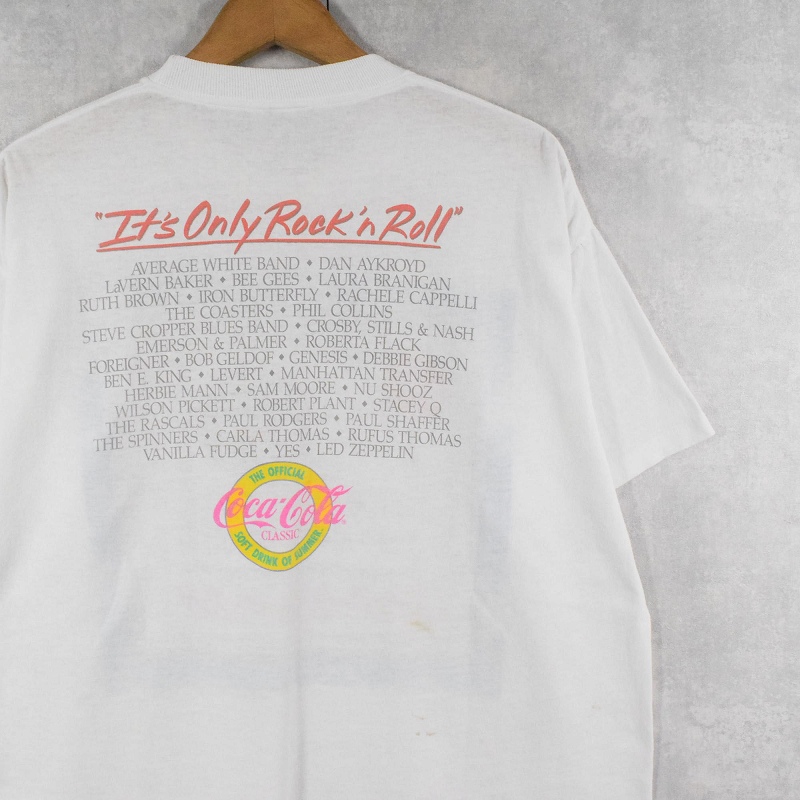 "It's Only Rock 'n Roll"
AVERAGE WHITE BAND ♦ DAN AYKROYD
LaVERN BAKER ♦ BEE GEES ♦ LAURA BRANIGAN
RUTH BROWN ♦ IRON BUTTERFLY ♦ RACHELE CAPPELLI
THE COASTERS ♦ PHIL COLLINS
STEVE CROPPER BLUES BAND ♦ CROSBY, STILLS & NASH
EMERSON & PALMER ♦ ROBERTA FLACK
FOREIGNER ♦ BOB GELDOF ♦ GENESIS ♦ DEBBIE GIBSON
BEN E. KING ♦ LEVERT ♦ MANHATTAN TRANSFER
HERBIE MANN ♦ SAM MOORE ♦ NU SHOOZ
WILSON PICKETT ♦ ROBERT PLANT ♦ STACEY Q
THE RASCALS ♦ PAUL RODGERS ♦ PAUL SHAFFER
THE SPINNERS ♦ CARLA THOMAS ♦ RUFUS THOMAS
VANILLA FUDGE ♦ YES ♦ LED ZEPPELIN
THE OFFICIAL
Coca-Cola®
CLASSIC
SOFT DRINK OF SUMMER.